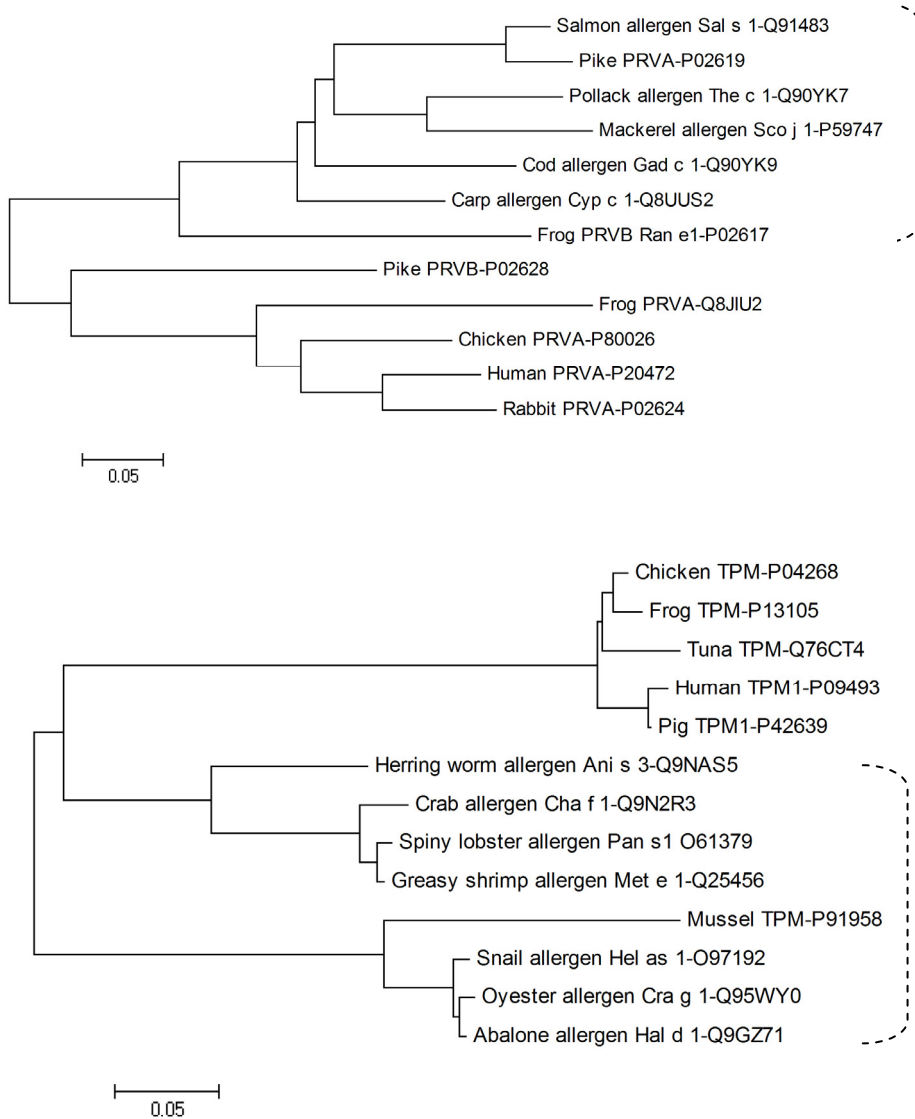 Salmon allergen Sal s 1-Q91483
Pike PRVA-P02619
Pollack allergen The c 1-Q90YK7
Mackerel allergen Sco j 1-P59747
Cod allergen Gad c 1-Q90YK9
Carp allergen Cyp c 1-Q8UUS2
Frog PRVB Ran e1-P02617
Pike PRVB-P02628
Frog PRVA-Q8JIU2
Chicken PRVA-P80026
Human PRVA-P20472
Rabbit PRVA-P02624
0.05
Chicken TPM-P04268
Frog TPM-P13105
Tuna TPM-Q76CT4
Human TPM1-P09493
Pig TPM1-P42639
Herring worm allergen Ani s 3-Q9NAS5
Crab allergen Cha f 1-Q9N2R3
Spiny lobster allergen Pan s1 O61379
Greasy shrimp allergen Met e 1-Q25456
Mussel TPM-P91958
Snail allergen Hel as 1-O97192
Oyester allergen Cra g 1-Q95WY0
Abalone allergen Hal d 1-Q9GZ71
0.05